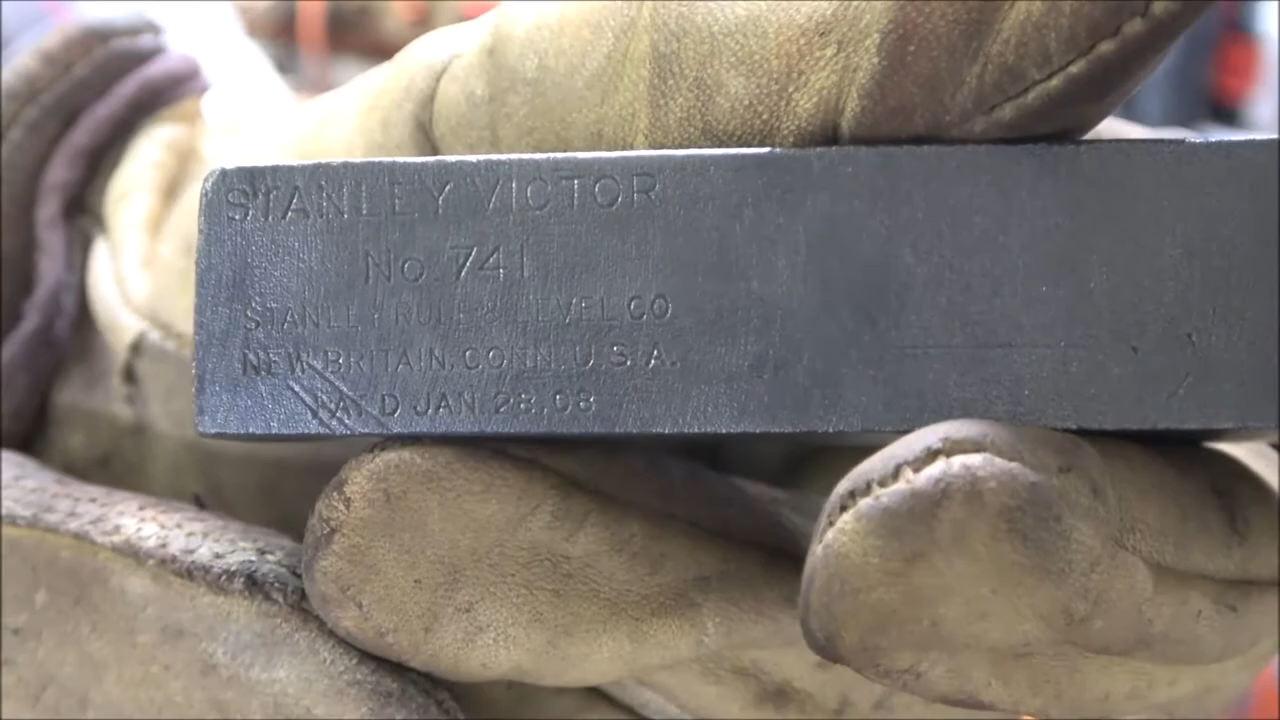 STANLEY VICTOR
No. 741
STANLEY RULE & LEVEL CO
NEW BRITAIN, CONN. U.S.A.
PAT'D JAN. 28, 08